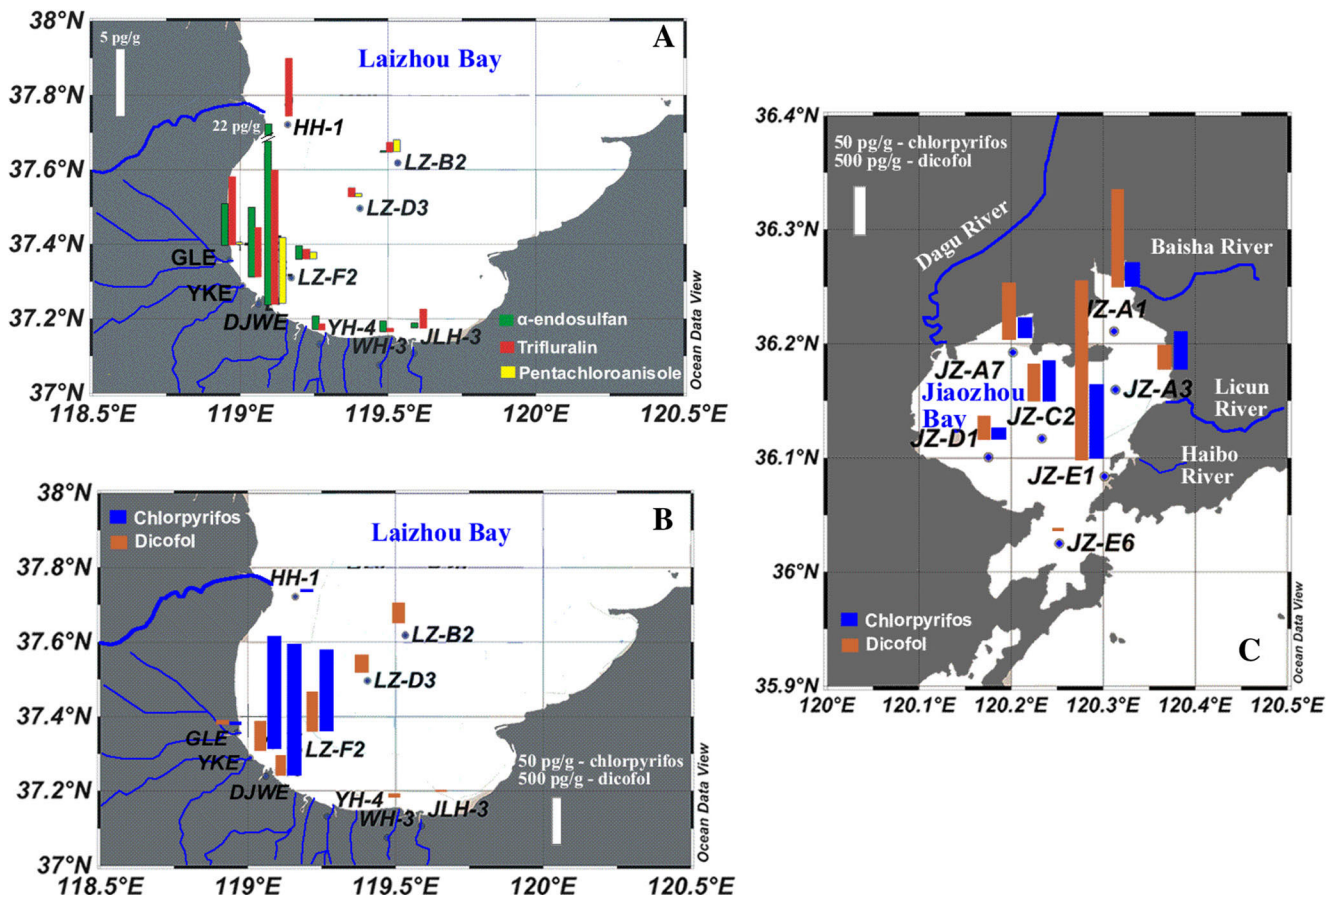 38°N
5 pg/g
A
Laizhou Bay
37.8°N
22 pg/g
HH-1
37.6°N
LZ-B2
LZ-D3
37.4°N
GLE
LZ-F2
YKE
37.2°N
DJWE
YH-4
WH-3
JLH-3
α-endosulfan
Trifluralin
Pentachloroanisole
37°N
118.5°E 119°E 119.5°E 120°E 120.5°E
Ocean Data View
38°N
Chlorpyrifos
Dicofol
B
Laizhou Bay
37.8°N
HH-1
37.6°N
LZ-B2
LZ-D3
37.4°N
GLE
LZ-F2
YKE
50 pg/g - chlorpyrifos
500 pg/g - dicofol
37.2°N
DJWE
YH-4
WH-3
JLH-3
37°N
118.5°E 119°E 119.5°E 120°E 120.5°E
Ocean Data View
36.4°N
50 pg/g - chlorpyrifos
500 pg/g - dicofol
36.3°N
Dagu River
Baisha River
JZ-A1
36.2°N
JZ-A7
JZ-A3
Jiaozhou
Bay
JZ-C2
Licun
River
JZ-D1
36.1°N
JZ-E1
Haibo
River
JZ-E6
36°N
Chlorpyrifos
Dicofol
C
35.9°N
120°E 120.1°E 120.2°E 120.3°E 120.4°E 120.5°E
Ocean Data View